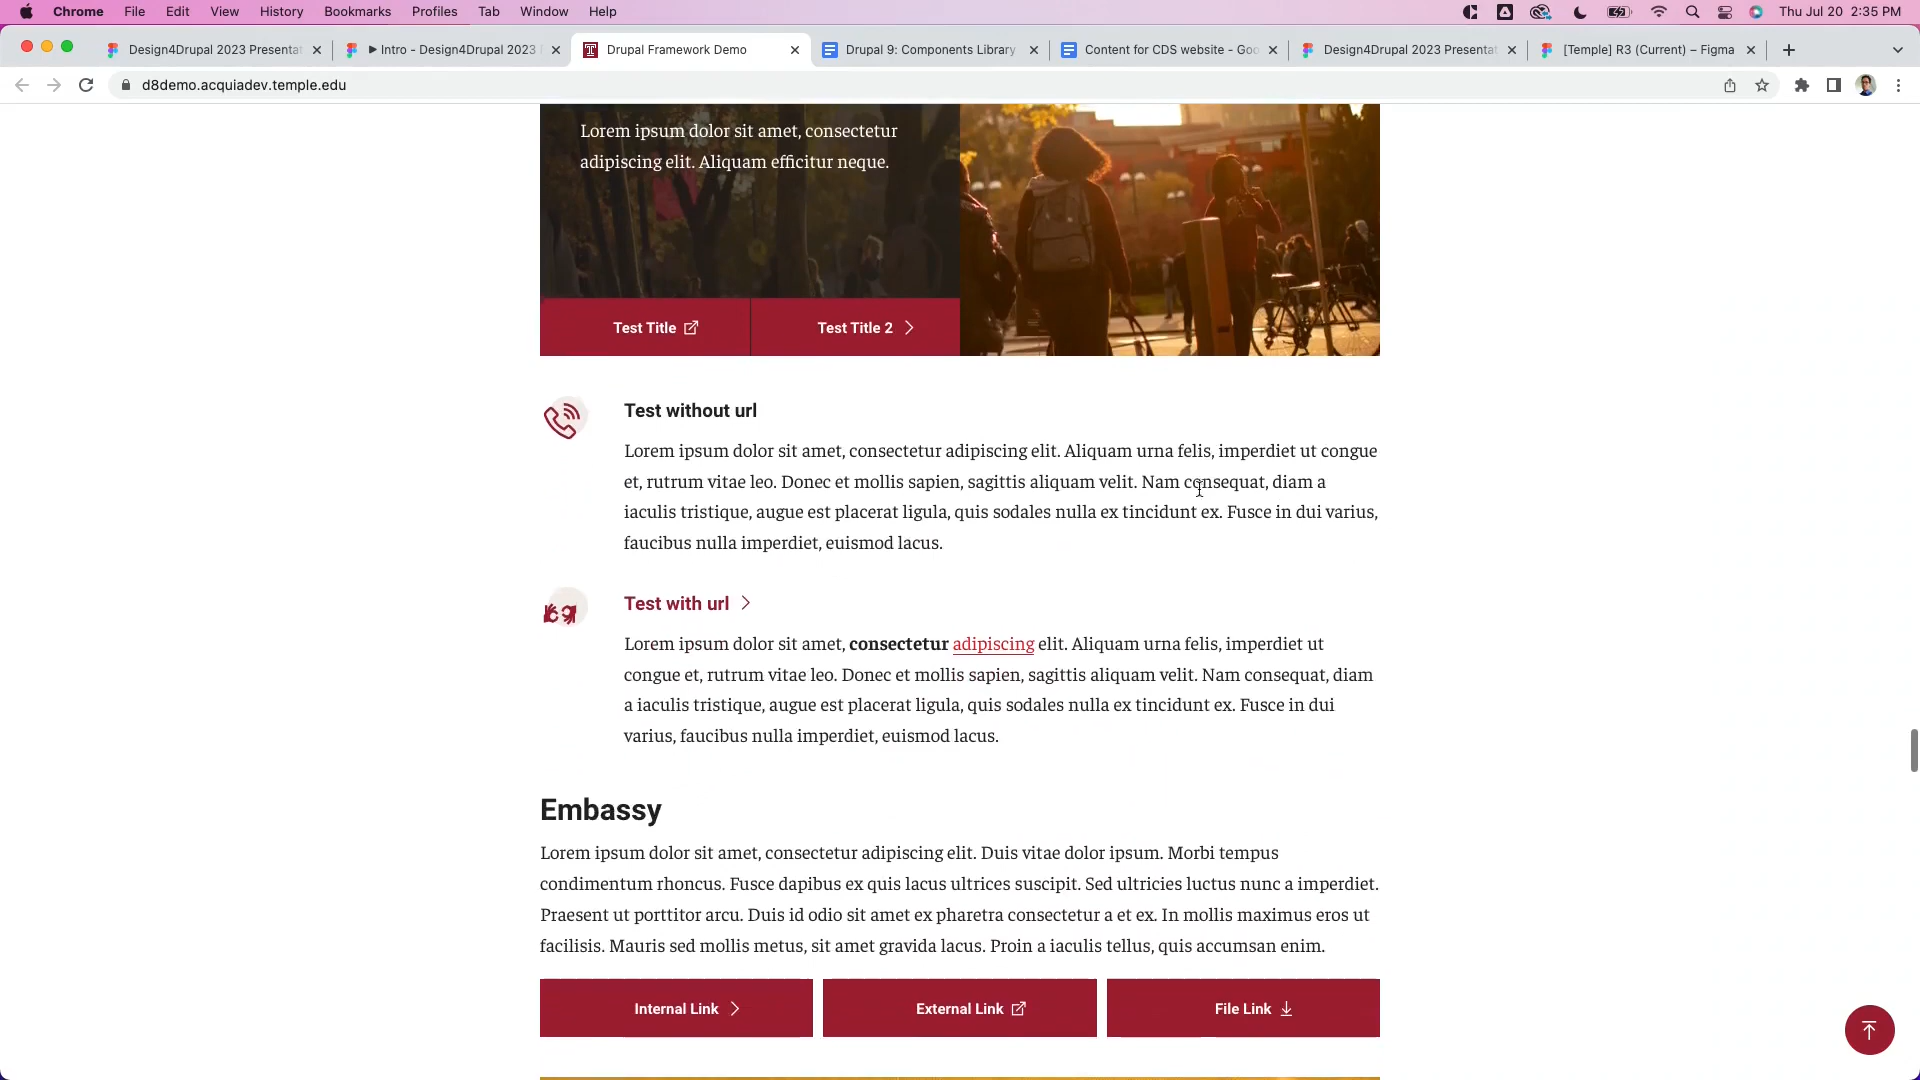 Chrome File Edit View History Bookmarks Profiles Tab Window Help Thu Jul 20 2:35 PM
Design4Drupal 2023 Presentat Intro - Design4Drupal 2023 Drupal Framework Demo Drupal 9: Components Library Content for CDS website - Goo Design4Drupal 2023 Presentat [Temple] R3 (Current) – Figma
d8demo.acquiadev.temple.edu
Lorem ipsum dolor sit amet, consectetur
adipiscing elit. Aliquam efficitur neque.
Test Title Test Title 2
Test without url
Lorem ipsum dolor sit amet, consectetur adipiscing elit. Aliquam urna felis, imperdiet ut congue
et, rutrum vitae leo. Donec et mollis sapien, sagittis aliquam velit. Nam consequat, diam a
iaculis tristique, augue est placerat ligula, quis sodales nulla ex tincidunt ex. Fusce in dui varius,
faucibus nulla imperdiet, euismod lacus.
Test with url
Lorem ipsum dolor sit amet, consectetur adipiscing elit. Aliquam urna felis, imperdiet ut
congue et, rutrum vitae leo. Donec et mollis sapien, sagittis aliquam velit. Nam consequat, diam
a iaculis tristique, augue est placerat ligula, quis sodales nulla ex tincidunt ex. Fusce in dui
varius, faucibus nulla imperdiet, euismod lacus.
Embassy
Lorem ipsum dolor sit amet, consectetur adipiscing elit. Duis vitae dolor ipsum. Morbi tempus
condimentum rhoncus. Fusce dapibus ex quis lacus ultrices suscipit. Sed ultricies luctus nunc a imperdiet.
Praesent ut porttitor arcu. Duis id odio sit amet ex pharetra consectetur a et ex. In mollis maximus eros ut
facilisis. Mauris sed mollis metus, sit amet gravida lacus. Proin a iaculis tellus, quis accumsan enim.
Internal Link External Link File Link